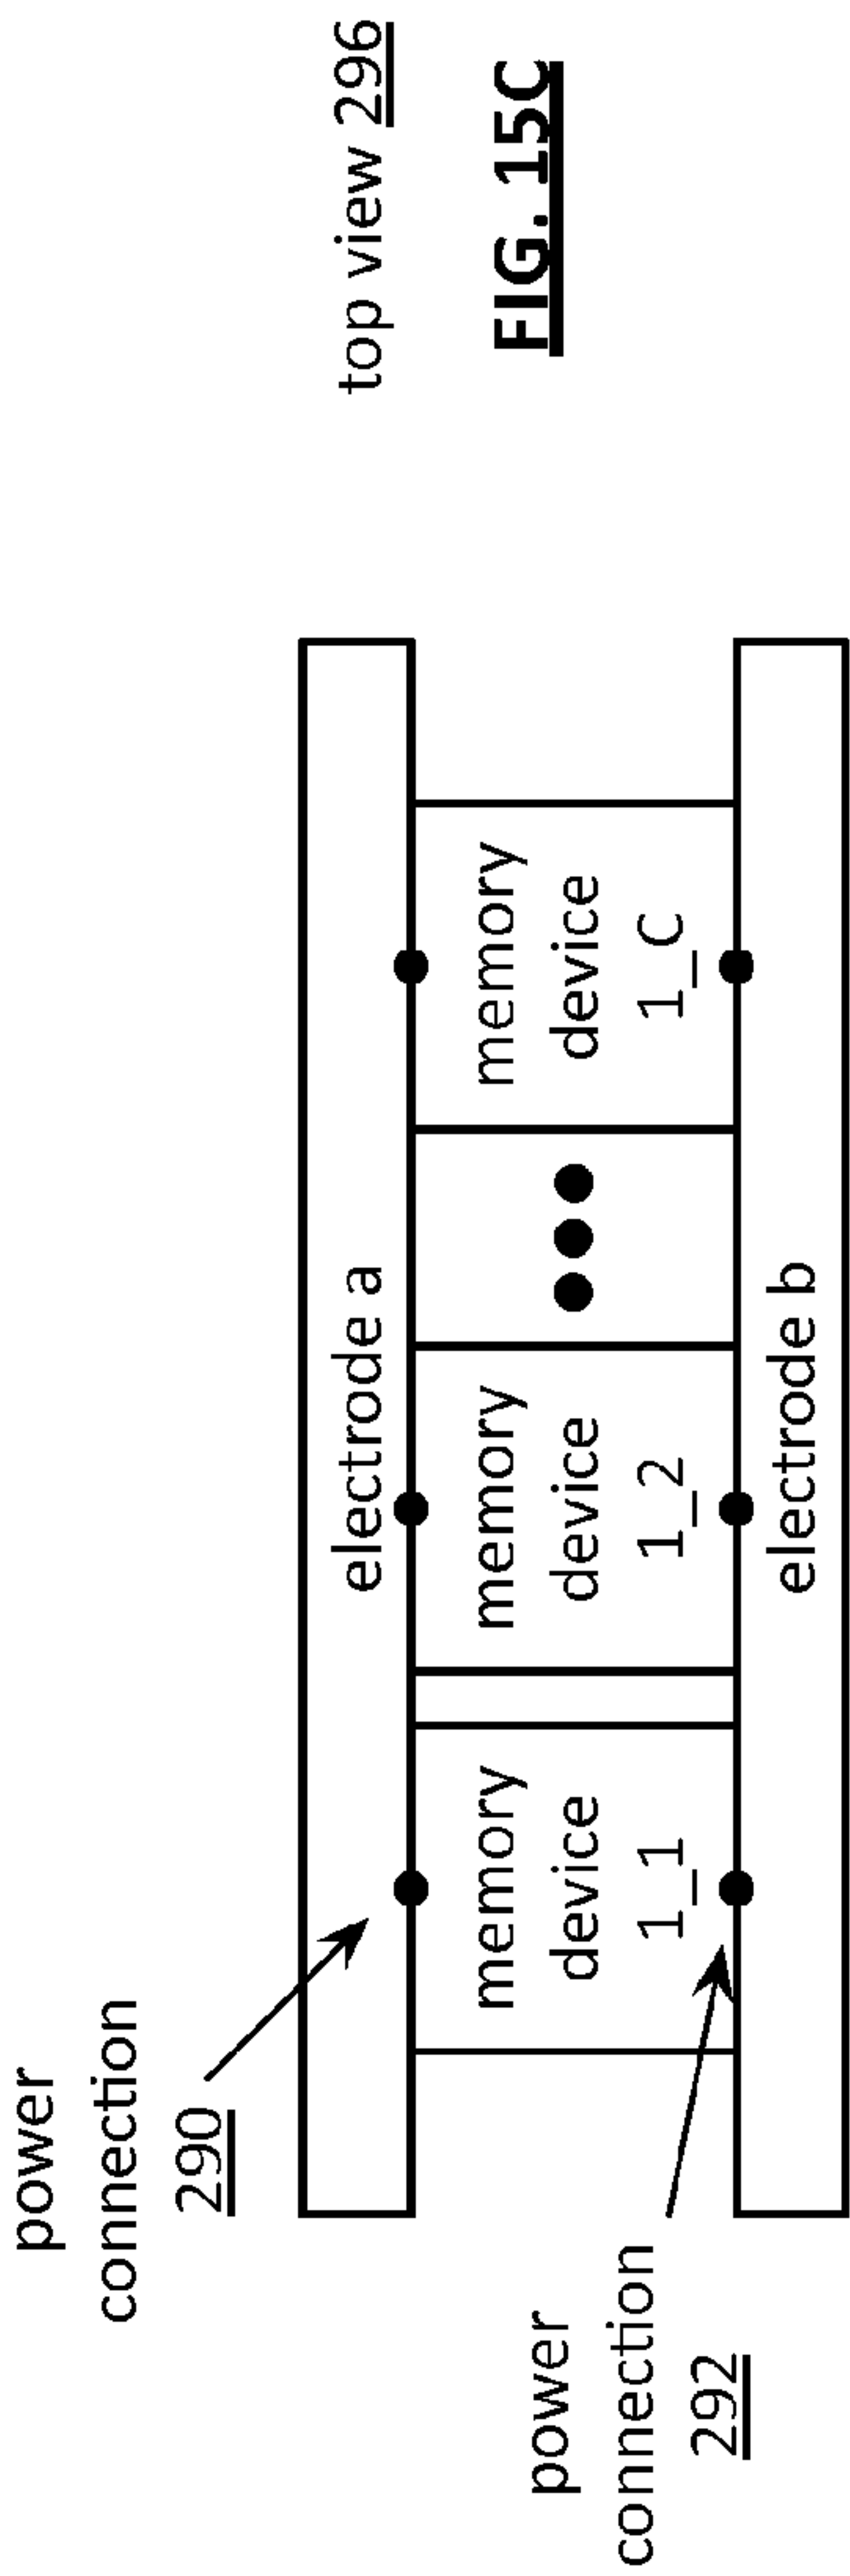 power
connection
290
electrode a
memory
device
1_1
memory
device
1_2
memory
device
1_C
electrode b
power
connection
292
top view 296
FIG. 15C